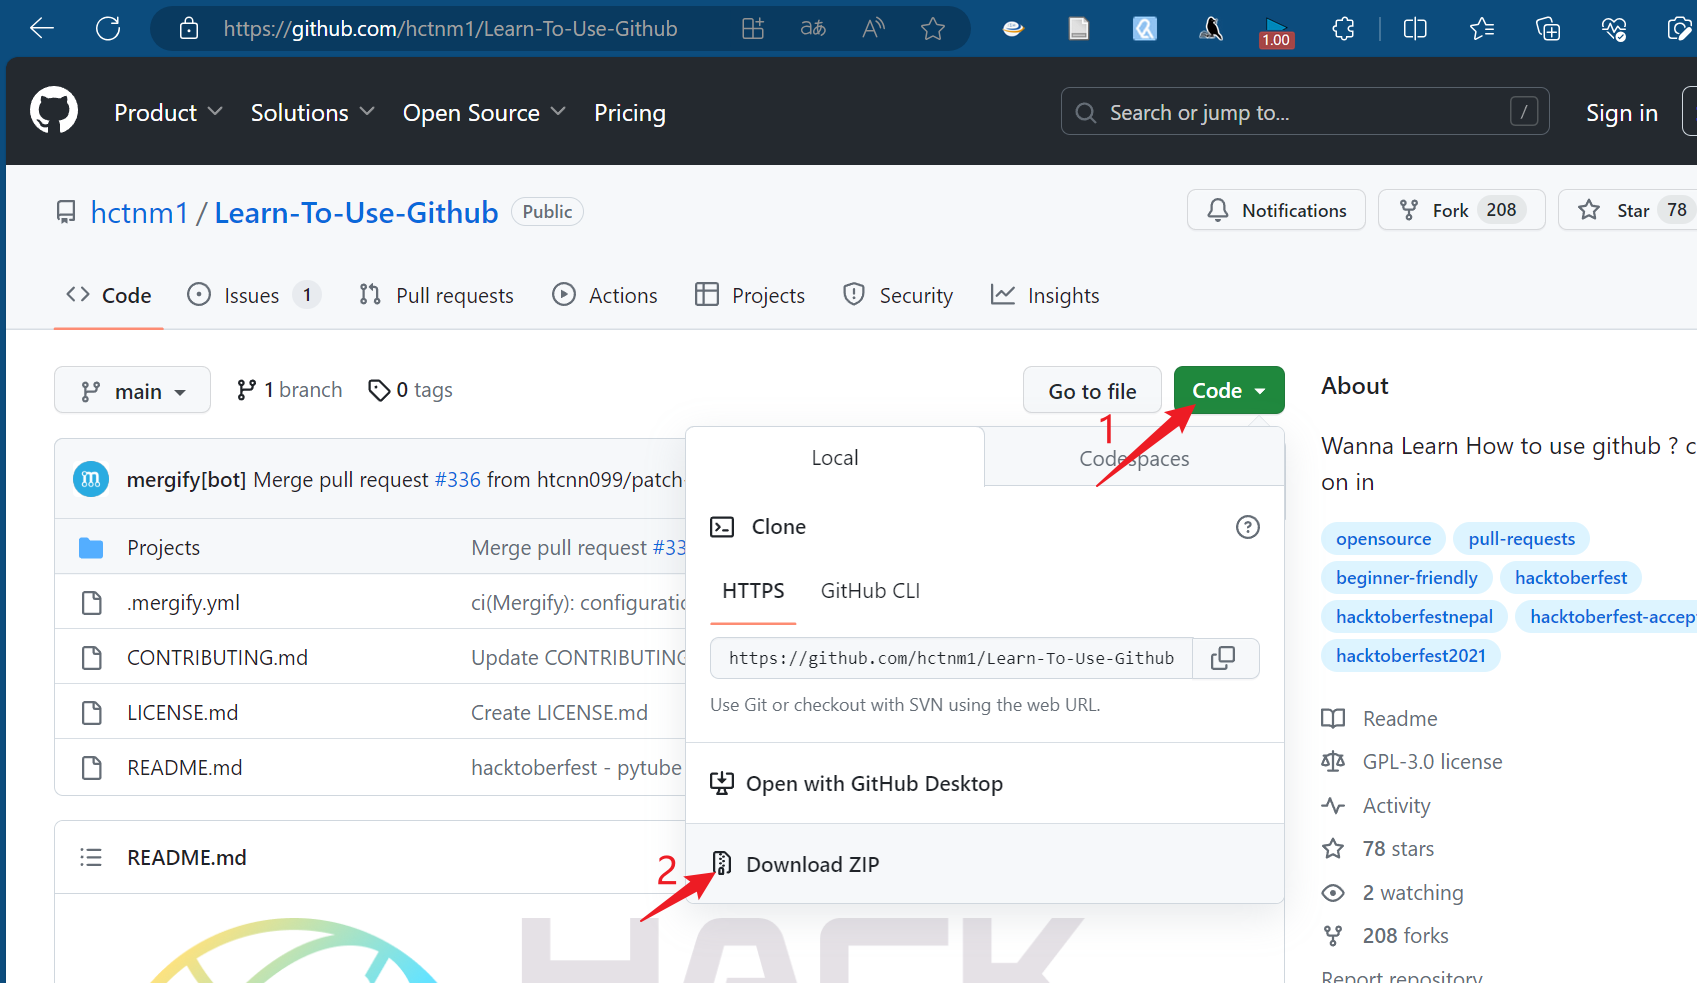 https://github.com/hctnm1/Learn-To-Use-Github
aあ
A
1.00
Product
Solutions
Open Source
Pricing
Search or jump to...
/
Sign in
hctnm1 / Learn-To-Use-Github
Public
Notifications
Fork 208
Star 78
Code
Issues 1
Pull requests
Actions
Projects
Security
Insights
main
1 branch
0 tags
Go to file
Code
1
About
Wanna Learn How to use github ? c
on in
opensource
pull-requests
beginner-friendly
hacktoberfest
hacktoberfestnepal
hacktoberfest-accep
hacktoberfest2021
Readme
GPL-3.0 license
Activity
78 stars
2 watching
208 forks
Report repository
m
mergify[bot] Merge pull request #336 from htcnn099/patch-
Projects
Merge pull request #33
.mergify.yml
ci(Mergify): configuratio
CONTRIBUTING.md
Update CONTRIBUTING
LICENSE.md
Create LICENSE.md
README.md
hacktoberfest - pytube
Local
Codespaces
Clone
HTTPS
GitHub CLI
https://github.com/hctnm1/Learn-To-Use-Github
Use Git or checkout with SVN using the web URL.
Open with GitHub Desktop
2
Download ZIP
README.md
HACK